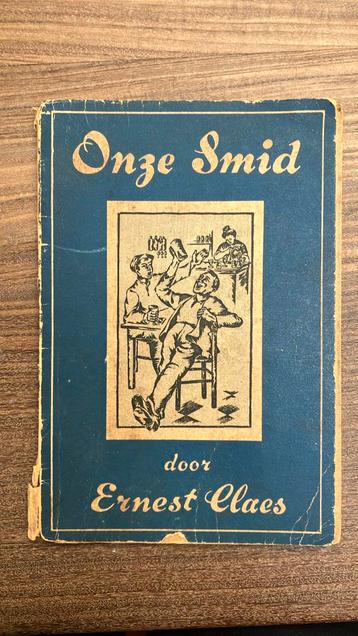 Onze Smid
door
Ernest Claes